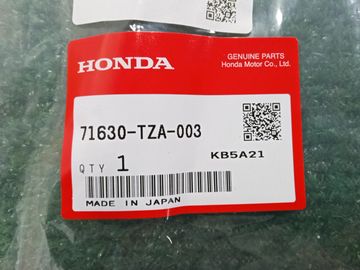 HONDA
GENUINE PARTS
Honda Motor Co., Ltd.
71630-TZA-003
QTY 1
KB5A21
MADE IN JAPAN